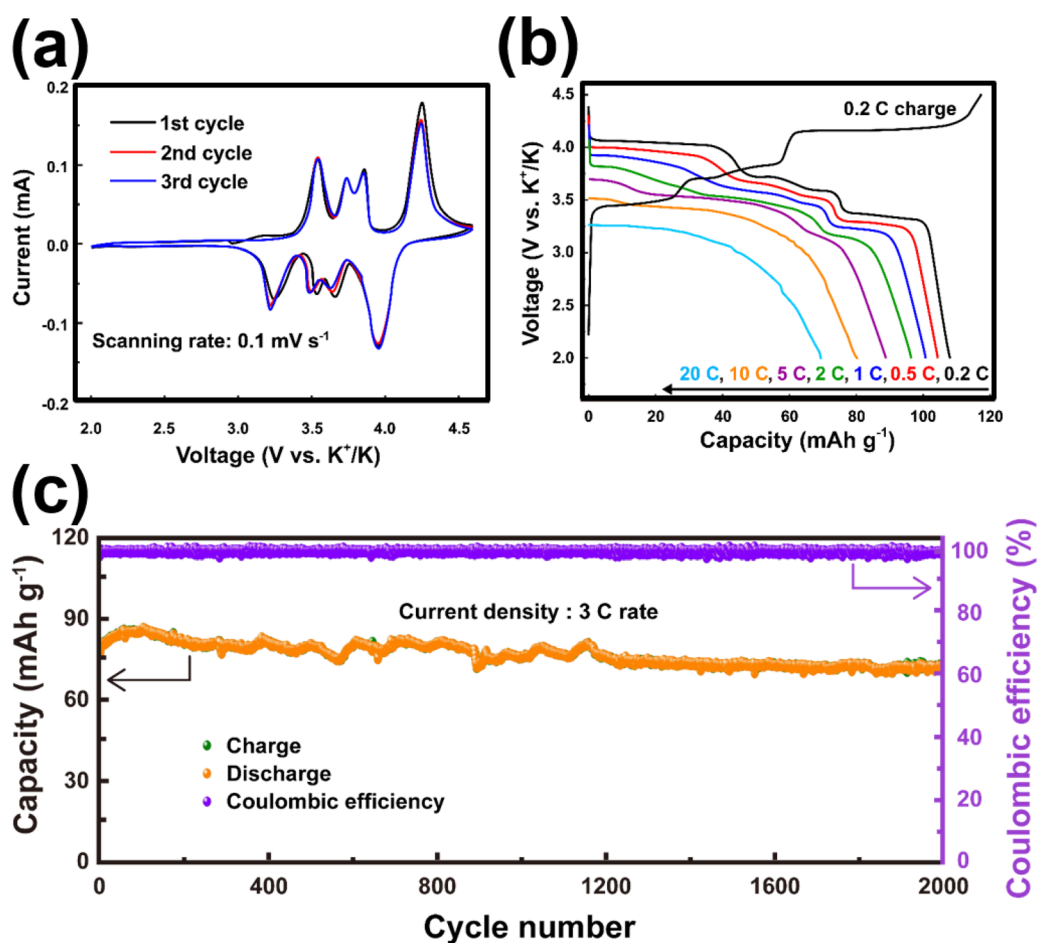 (a)
0.2
0.1
0.0
-0.1
-0.2
Current (mA)
1st cycle
2nd cycle
3rd cycle
Scanning rate: 0.1 mV s⁻¹
2.0 3.0 3.5 4.0 4.5
Voltage (V vs. K⁺/K)
(b)
4.5
4.0
3.5
3.0
2.5
2.0
Voltage (V vs. K⁺/K)
0.2 C charge
20 C, 10 C, 5 C, 2 C, 1 C, 0.5 C, 0.2 C
0 20 40 60 80 100 120
Capacity (mAh g⁻¹)
(c)
120
90
60
30
0
Capacity (mAh g⁻¹)
Current density : 3 C rate
Charge
Discharge
Coulombic efficiency
100
80
60
40
20
0
Coulombic efficiency (%)
0 400 800 1200 1600 2000
Cycle number